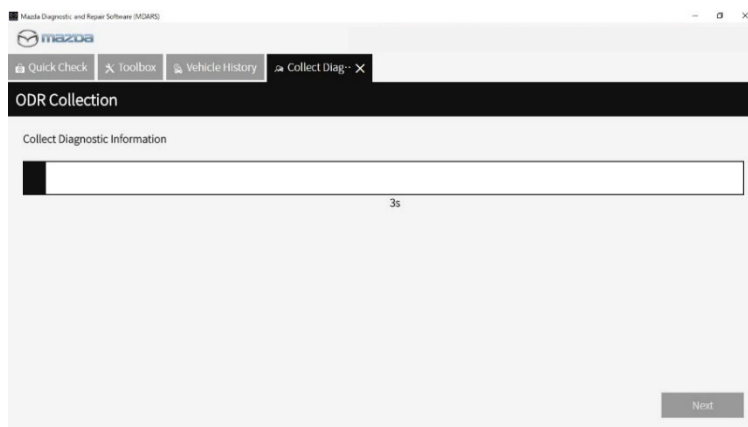 Mazda Diagnostic and Repair Software (MDARS)
mazda
Quick Check Toolbox Vehicle History Collect Diag··
ODR Collection
Collect Diagnostic Information
3s
Next